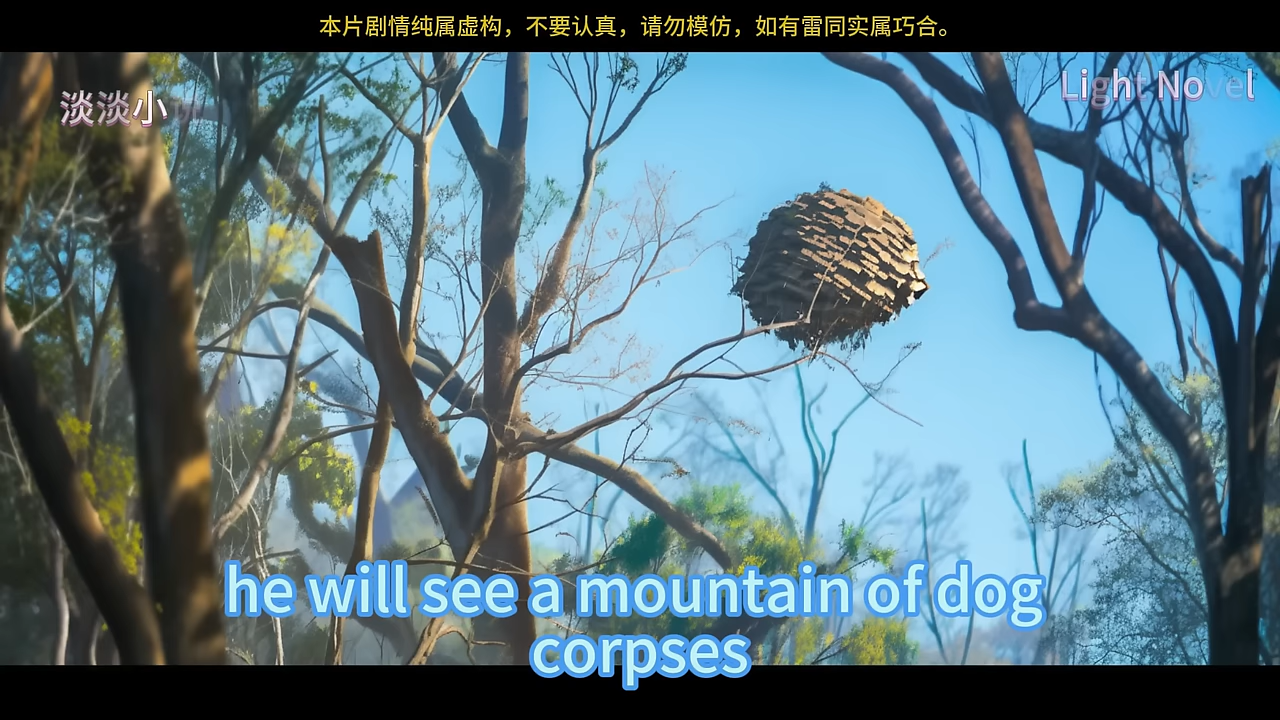 本片剧情纯属虚构，不要认真，请勿模仿，如有雷同实属巧合。
淡淡小
Light Novel
he will see a mountain of dog
corpses